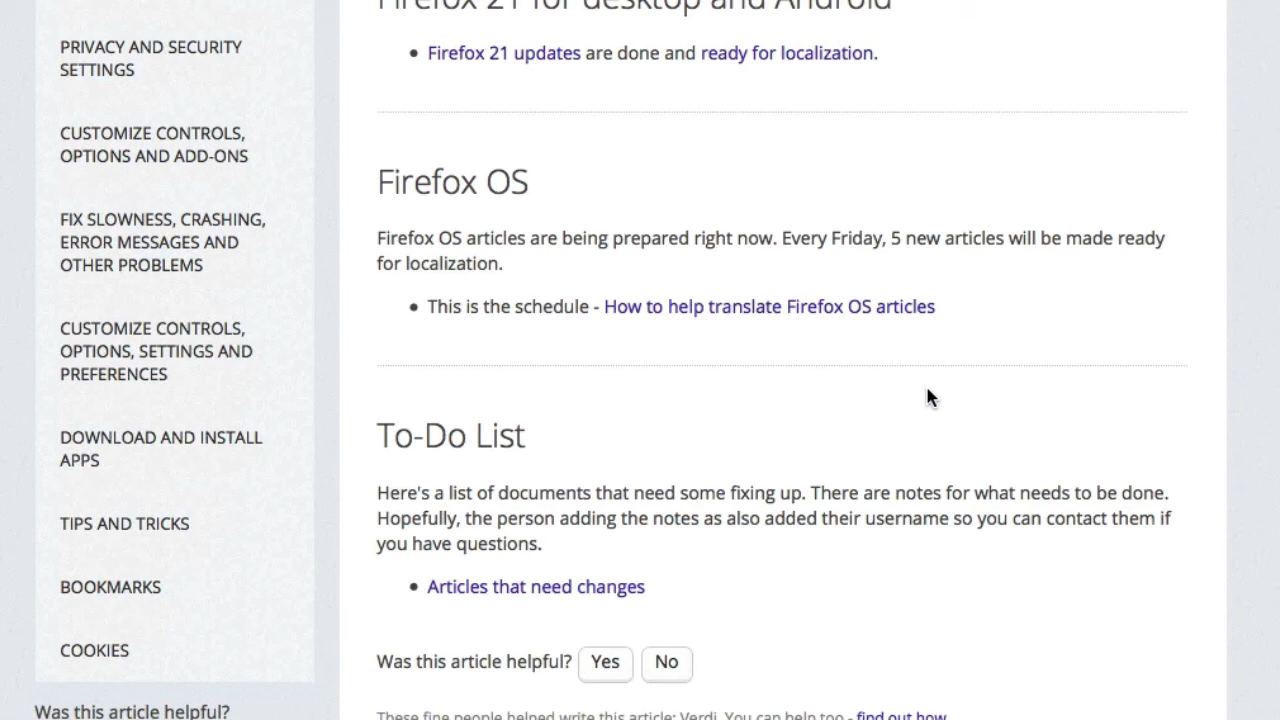 PRIVACY AND SECURITY
SETTINGS
CUSTOMIZE CONTROLS,
OPTIONS AND ADD-ONS
FIX SLOWNESS, CRASHING,
ERROR MESSAGES AND
OTHER PROBLEMS
CUSTOMIZE CONTROLS,
OPTIONS, SETTINGS AND
PREFERENCES
DOWNLOAD AND INSTALL
APPS
TIPS AND TRICKS
BOOKMARKS
COOKIES
Was this article helpful?
Firefox 21 for desktop and Android
• Firefox 21 updates are done and ready for localization.
Firefox OS
Firefox OS articles are being prepared right now. Every Friday, 5 new articles will be made ready
for localization.
• This is the schedule - How to help translate Firefox OS articles
To-Do List
Here's a list of documents that need some fixing up. There are notes for what needs to be done.
Hopefully, the person adding the notes as also added their username so you can contact them if
you have questions.
• Articles that need changes
Was this article helpful? Yes No
These fine people helped write this article: Verdi. You can help too - find out how.